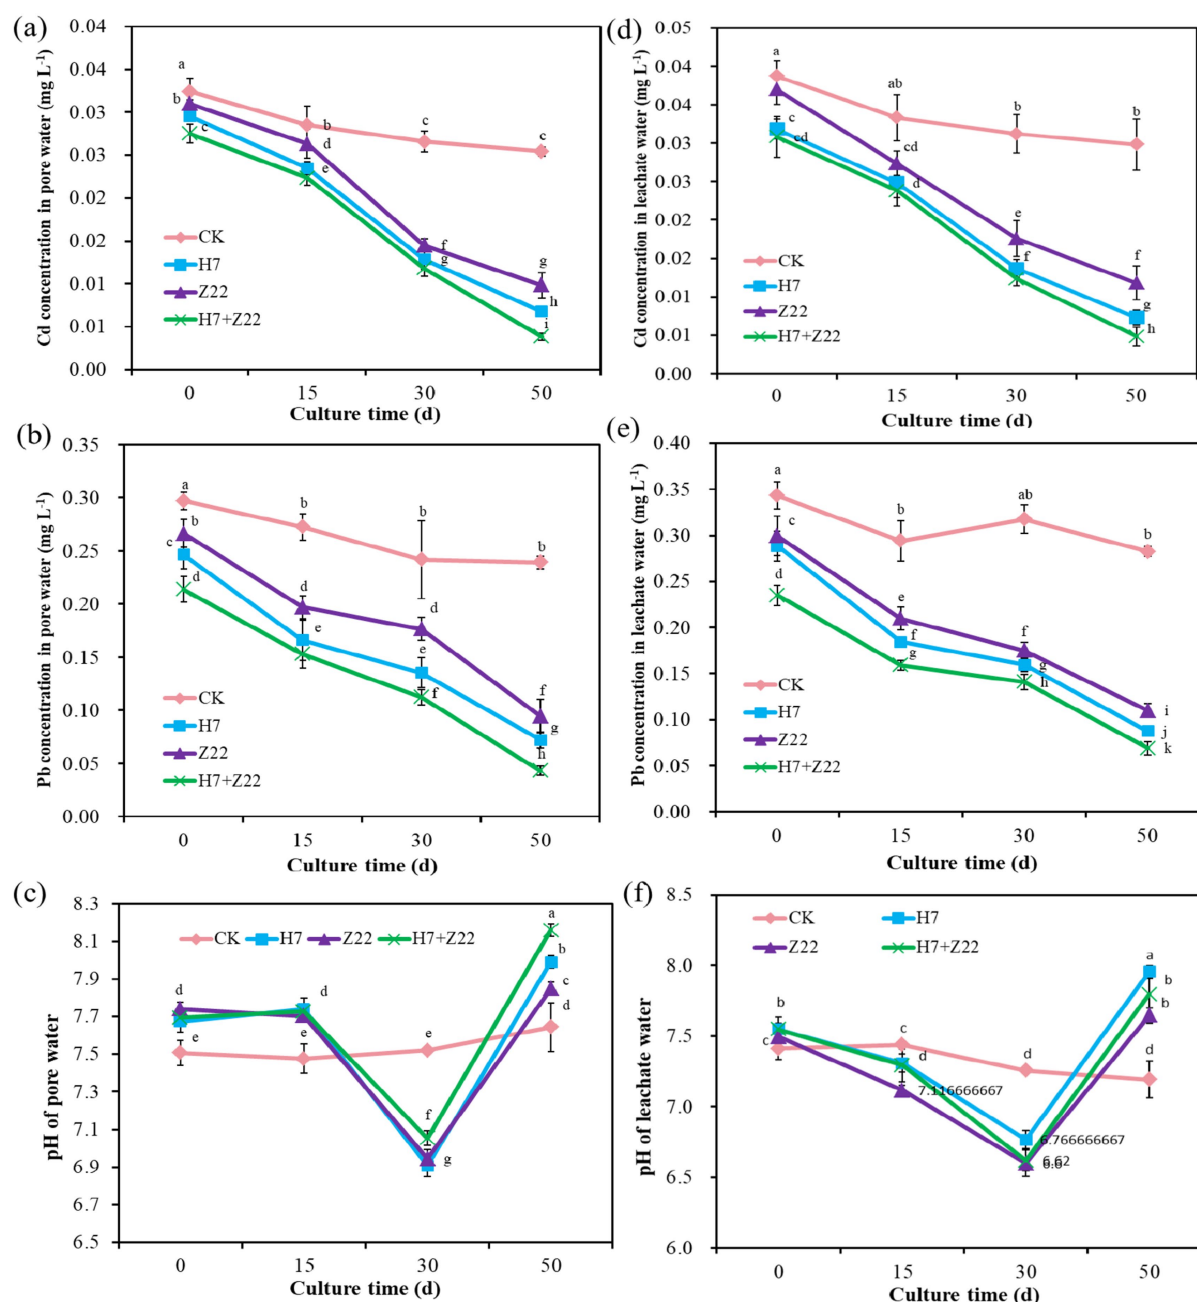 (a)
Cd concentration in pore water (mg L-1)
0.04
0.04
0.03
0.03
0.02
0.02
0.01
0.01
0.00
a
b
c
b
d
e
c
f
g
c
g
h
i
CK
H7
Z22
H7+Z22
0
15
30
50
Culture time (d)
(d)
Cd concentration in leachate water (mg L-1)
0.05
0.04
0.04
0.03
0.03
0.02
0.02
0.01
0.01
0.00
a
c
cd
ab
cd
d
b
e
f
b
f
g
h
CK
H7
Z22
H7+Z22
0
15
30
50
Culture time (d)
(b)
Pb concentration in pore water (mg L-1)
0.35
0.30
0.25
0.20
0.15
0.10
0.05
0.00
a
b
c
d
b
d
e
b
d
e
f
b
f
g
h
CK
H7
Z22
H7+Z22
0
15
30
50
Culture time (d)
(e)
Pb concentration in leachate water (mg L-1)
0.40
0.35
0.30
0.25
0.20
0.15
0.10
0.05
0.00
a
c
d
b
e
f
g
ab
f
g
h
b
i
j
k
CK
H7
Z22
H7+Z22
0
15
30
50
Culture time (d)
(c)
pH of pore water
8.3
8.1
7.9
7.7
7.5
7.3
7.1
6.9
6.7
6.5
CK H7 Z22 H7+Z22
d
e
d
e
e
f
g
a
b
c
d
0
15
30
50
Culture time (d)
(f)
pH of leachate water
8.5
8.0
7.5
7.0
6.5
6.0
CK H7
Z22 H7+Z22
b
c
c
d
7.116666667
d
6.766666667
6.62
6.6
a
b
b
d
0
15
30
50
Culture time (d)